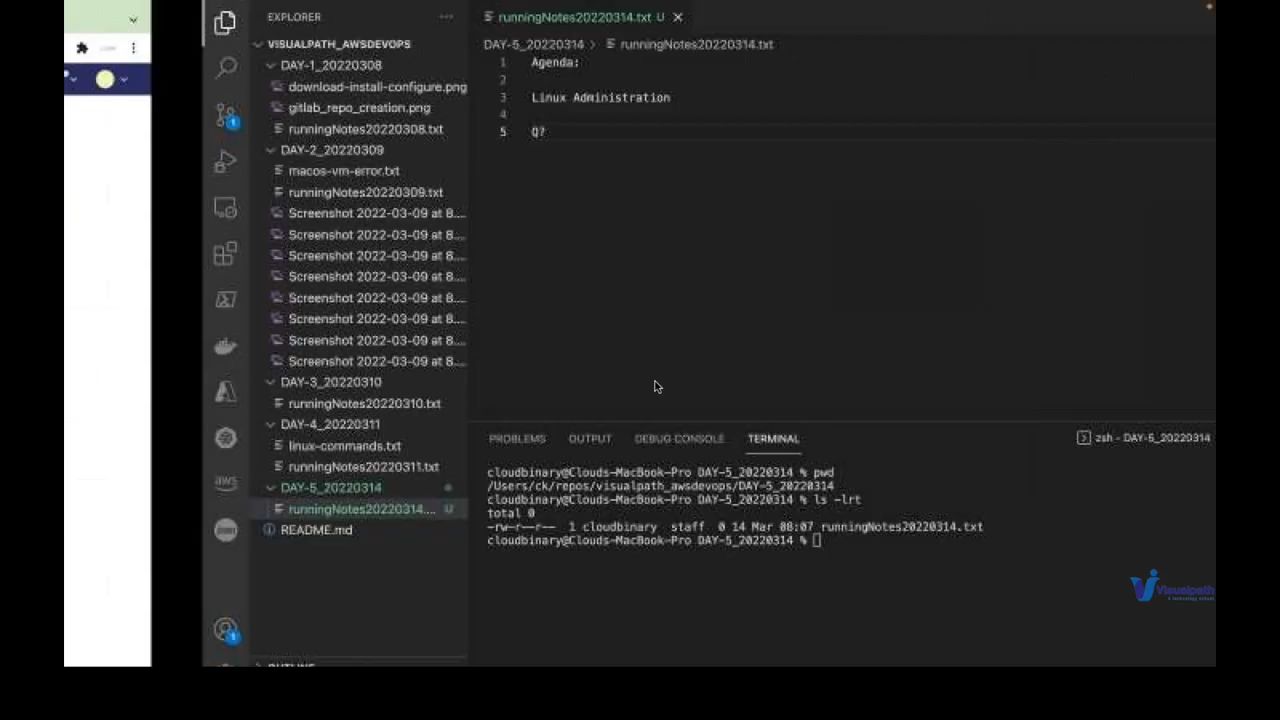 EXPLORER
VISUALPATH_AWSDEVOPS
DAY-1_20220308
download-install-configure.png
gitlab_repo_creation.png
runningNotes20220308.txt
DAY-2_20220309
macos-vm-error.txt
runningNotes20220309.txt
Screenshot 2022-03-09 at 8....
Screenshot 2022-03-09 at 8....
Screenshot 2022-03-09 at 8....
Screenshot 2022-03-09 at 8....
Screenshot 2022-03-09 at 8....
Screenshot 2022-03-09 at 8....
Screenshot 2022-03-09 at 8....
Screenshot 2022-03-09 at 8....
DAY-3_20220310
runningNotes20220310.txt
DAY-4_20220311
linux-commands.txt
runningNotes20220311.txt
DAY-5_20220314
runningNotes20220314.... U
README.md
OUTLINE
aws
1
1
runningNotes20220314.txt U
DAY-5_20220314 > runningNotes20220314.txt
1 Agenda:
2
3 Linux Administration
4
5 Q?
PROBLEMS OUTPUT DEBUG CONSOLE TERMINAL
zsh - DAY-5_20220314
cloudbinary@Clouds-MacBook-Pro DAY-5_20220314 % pwd
/Users/ck/repos/visualpath_awsdevops/DAY-5_20220314
cloudbinary@Clouds-MacBook-Pro DAY-5_20220314 % ls -lrt
total 0
-rw-r--r-- 1 cloudbinary staff 0 14 Mar 08:07 runningNotes20220314.txt
cloudbinary@Clouds-MacBook-Pro DAY-5_20220314 %
Visualpath